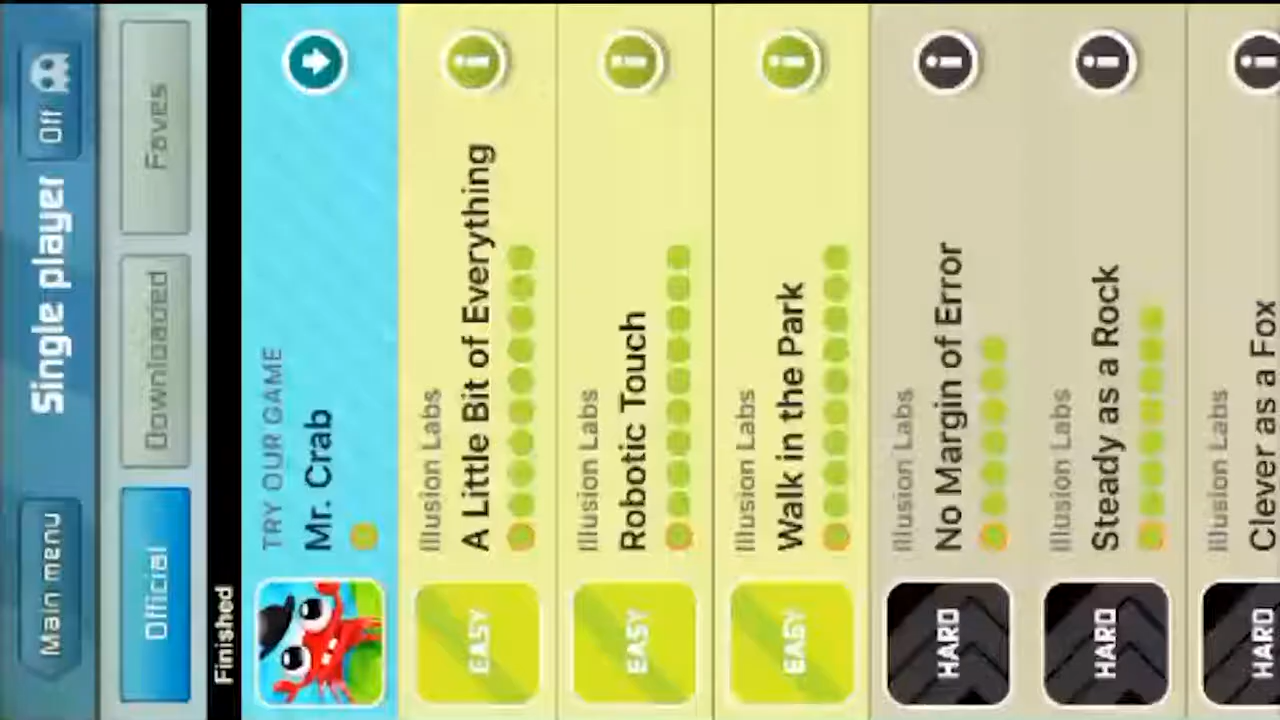 Main menu
Single player
Off
Official
Downloaded
Faves
Finished
TRY OUR GAME
Mr. Crab
EASY
Illusion Labs
A Little Bit of Everything
EASY
Illusion Labs
Robotic Touch
EASY
Illusion Labs
Walk in the Park
HARD
Illusion Labs
No Margin of Error
HARD
Illusion Labs
Steady as a Rock
HARD
Illusion Labs
Clever as a Fox